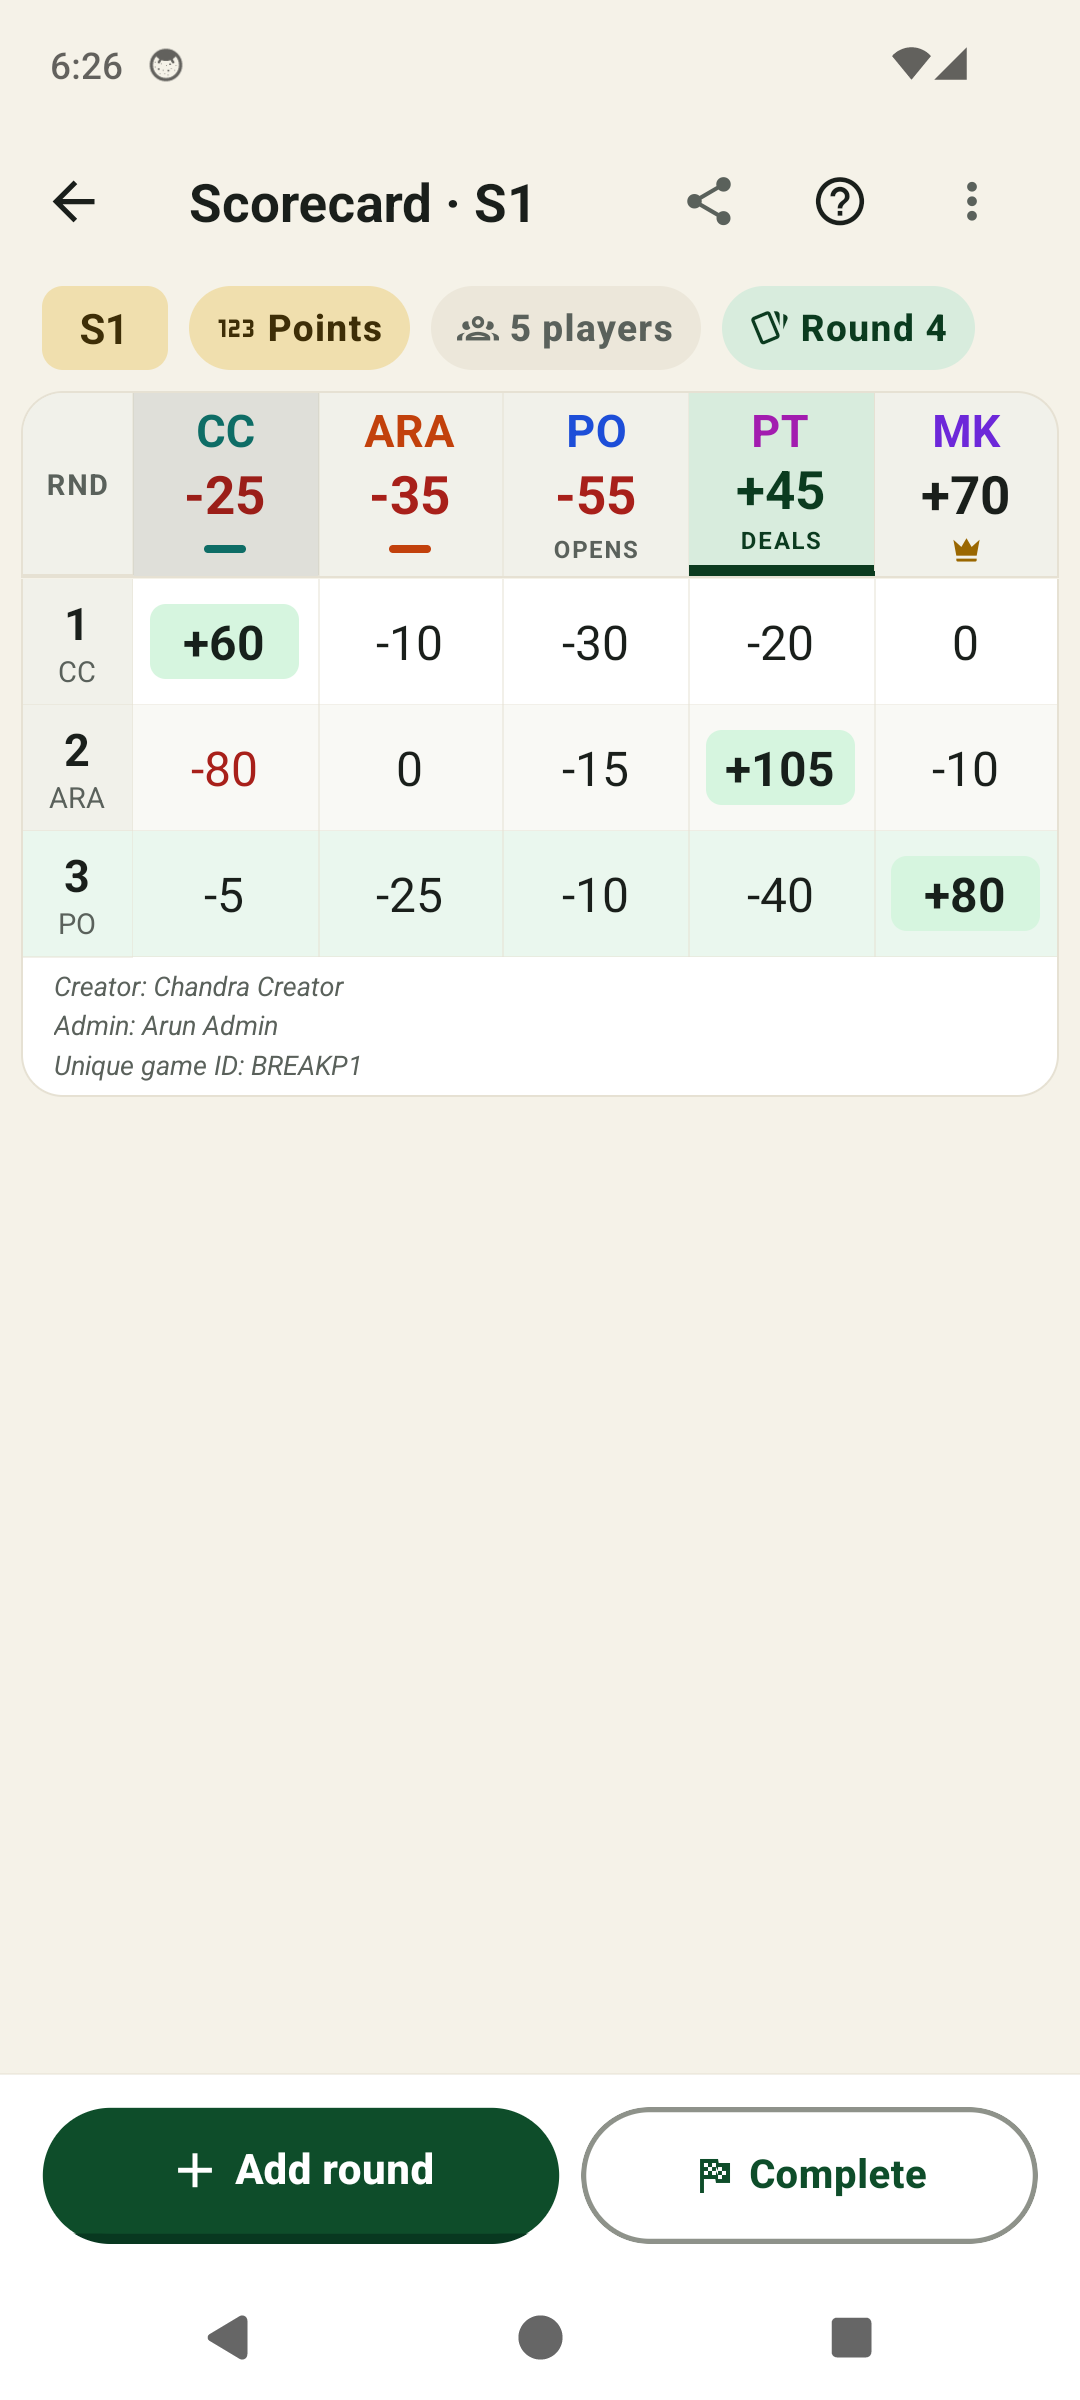 6:26
Scorecard · S1
S1
123 Points
5 players
Round 4
RND CC ARA PO PT MK
-25 -35 -55 +45 +70
OPENS DEALS
1 CC +60 -10 -30 -20 0
2 ARA -80 0 -15 +105 -10
3 PO -5 -25 -10 -40 +80
Creator: Chandra Creator
Admin: Arun Admin
Unique game ID: BREAKP1
Add round
Complete